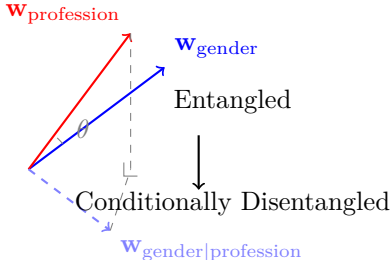 w_profession
w_gender
Entangled
θ
Conditionally Disentangled
w_gender|profession